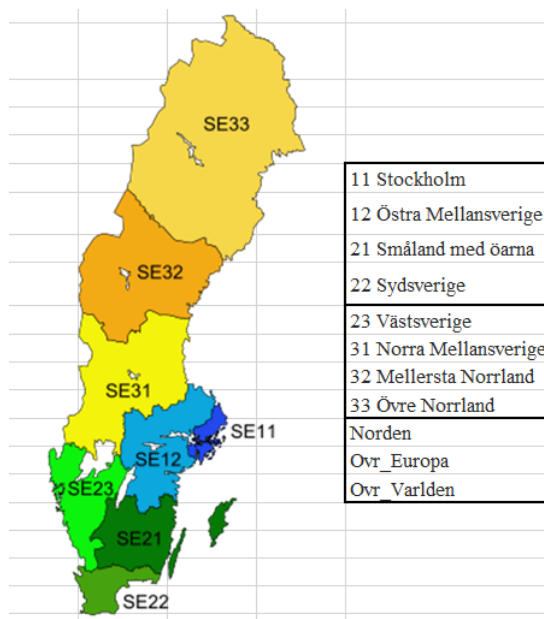 SE33
SE32
SE31
SE11
SE12
SE23
SE21
SE22
11 Stockholm
12 Östra Mellansverige
21 Småland med öarna
22 Sydsverige
23 Västsverige
31 Norra Mellansverige
32 Mellersta Norrland
33 Övre Norrland
Norden
Ovr_Europa
Ovr_Varlden